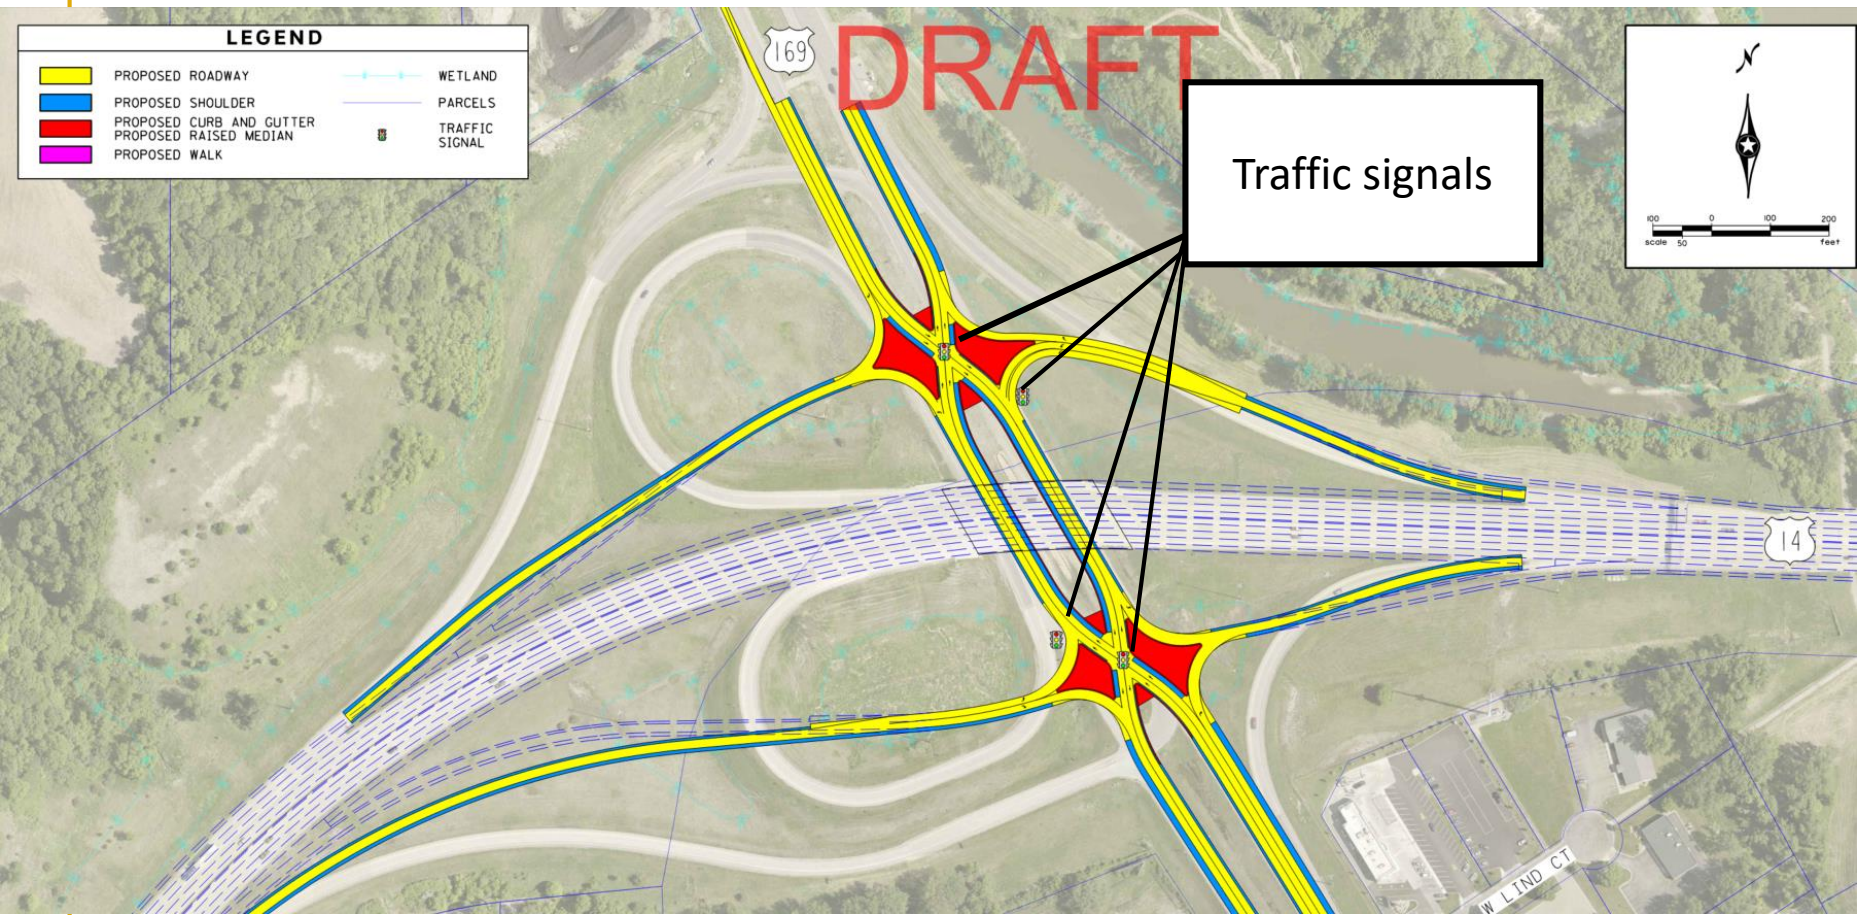 LEGEND
PROPOSED ROADWAY
PROPOSED SHOULDER
PROPOSED CURB AND GUTTER
PROPOSED RAISED MEDIAN
PROPOSED WALK
WETLAND
PARCELS
TRAFFIC
SIGNAL
169
DRAFT
Traffic signals
N
100 0 100 200
scale 50 feet
14
W LIND CT